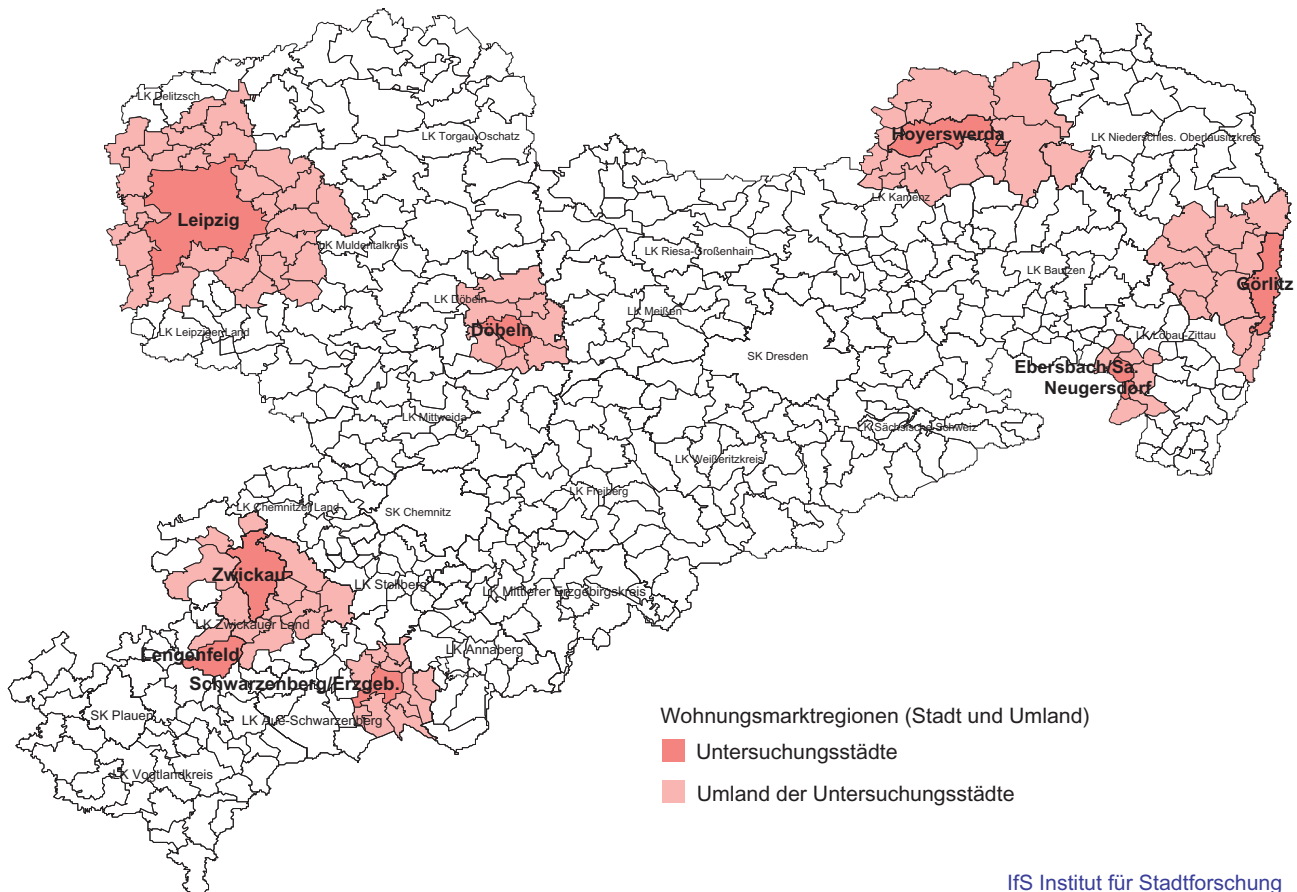 LK Delitzsch
LK Torgau-Oschatz
Hoyerswerda
LK Niederschles. Oberlausitzkreis
LK Kamenz
Leipzig
LK Muldentalkreis
LK Riesa-Großenhain
LK Bautzen
Görlitz
LK Döbeln
LK Meißen
Döbeln
LK Leipziger Land
LK Löbau-Zittau
SK Dresden
Ebersbach/Sa.
Neugersdorf
LK Mittweida
LK Sächsische Schweiz
LK Weißeritzkreis
LK Freiberg
LK Chemnitzer Land
SK Chemnitz
Zwickau
LK Stollberg
LK Mittlerer Erzgebirgskreis
LK Zwickauer Land
Lengenfeld
LK Annaberg
Schwarzenberg/Erzgeb.
SK Plauen
LK Aue-Schwarzenberg
LK Vogtlandkreis
Wohnungsmarktregionen (Stadt und Umland)
Untersuchungsstädte
Umland der Untersuchungsstädte
IfS Institut für Stadtforschung